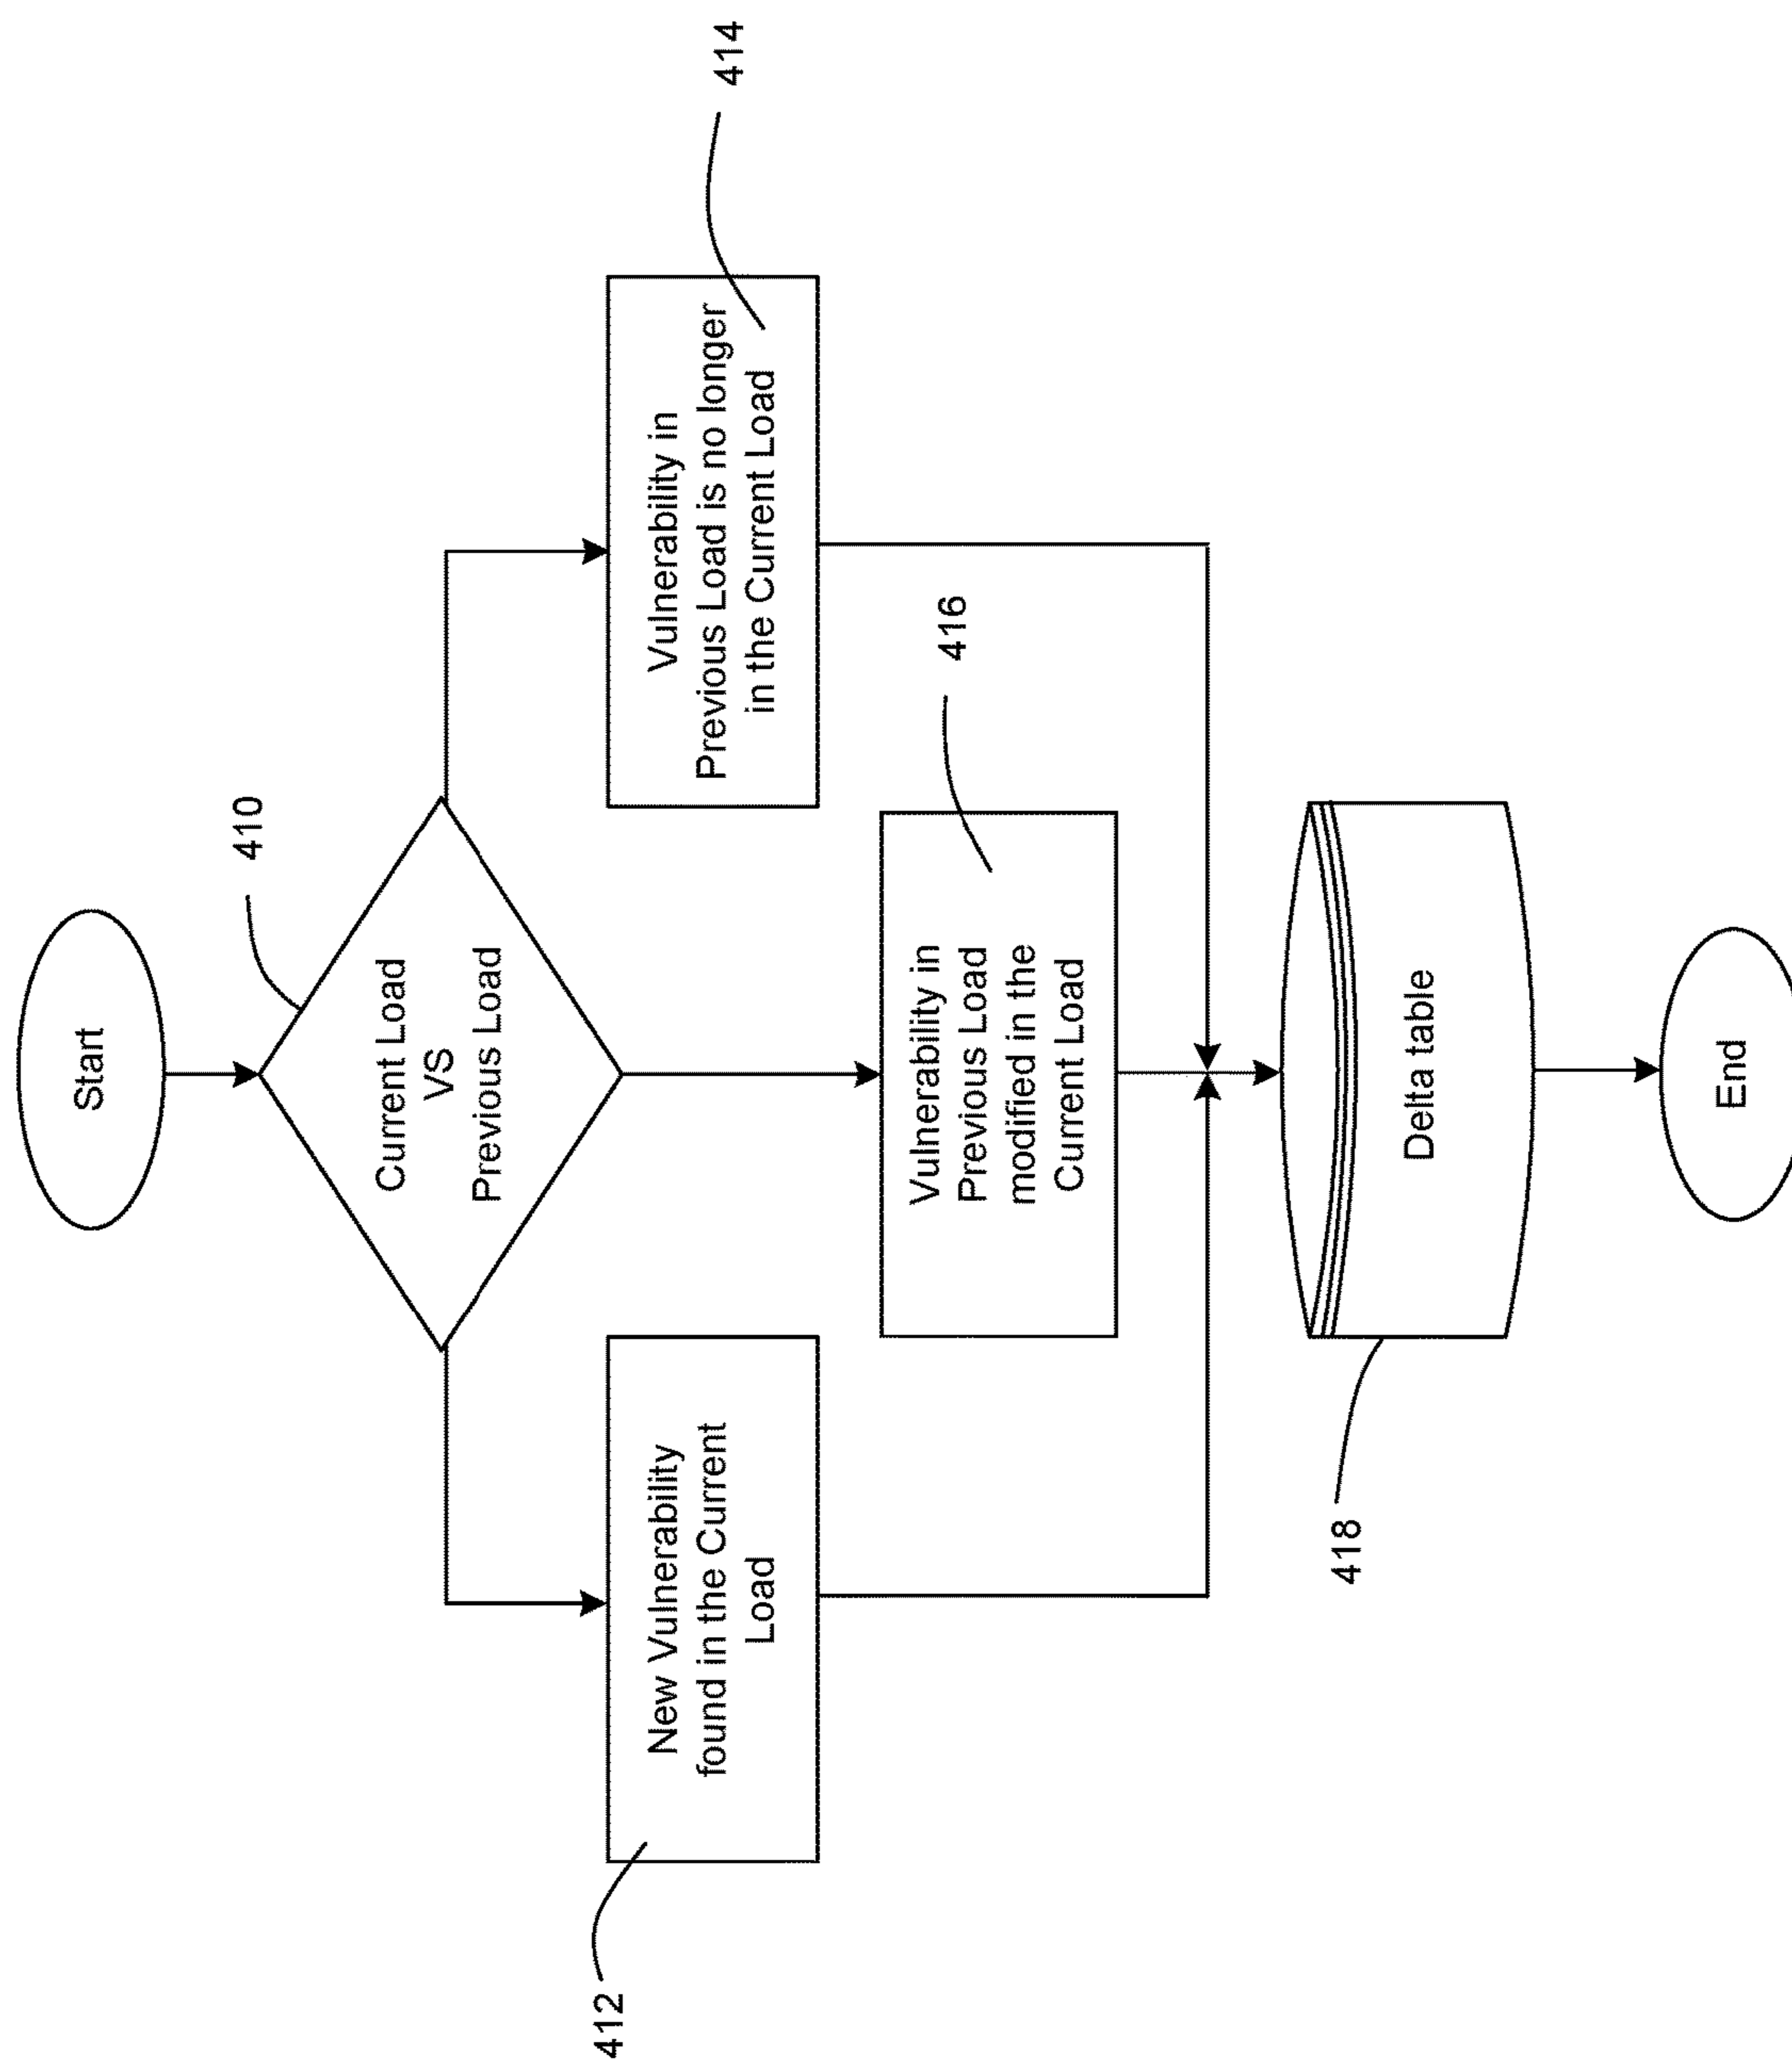 Start
410
Current Load
VS
Previous Load
412
New Vulnerability
found in the Current
Load
Vulnerability in
Previous Load is no longer
in the Current Load
414
Vulnerability in
Previous Load
modified in the
Current Load
416
418
Delta table
End